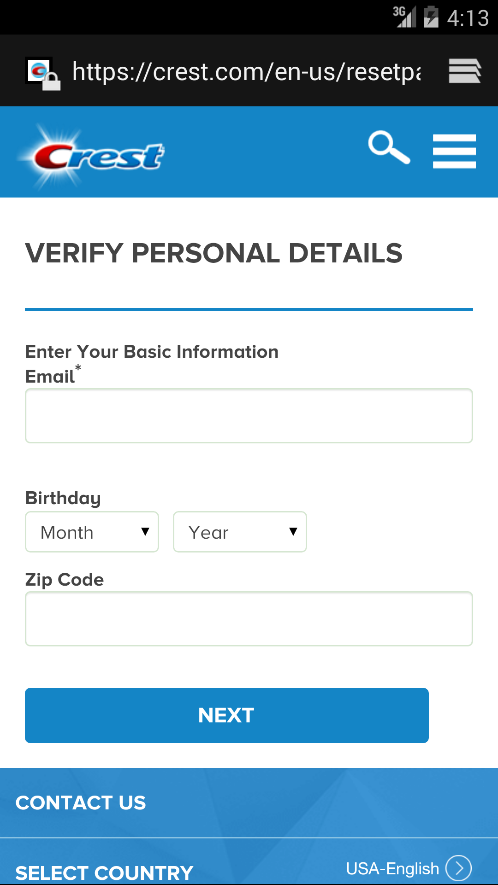 3G 4:13
https://crest.com/en-us/resetpa
Crest
VERIFY PERSONAL DETAILS
Enter Your Basic Information
Email*
Birthday
Month Year
Zip Code
NEXT
CONTACT US
SELECT COUNTRY USA-English